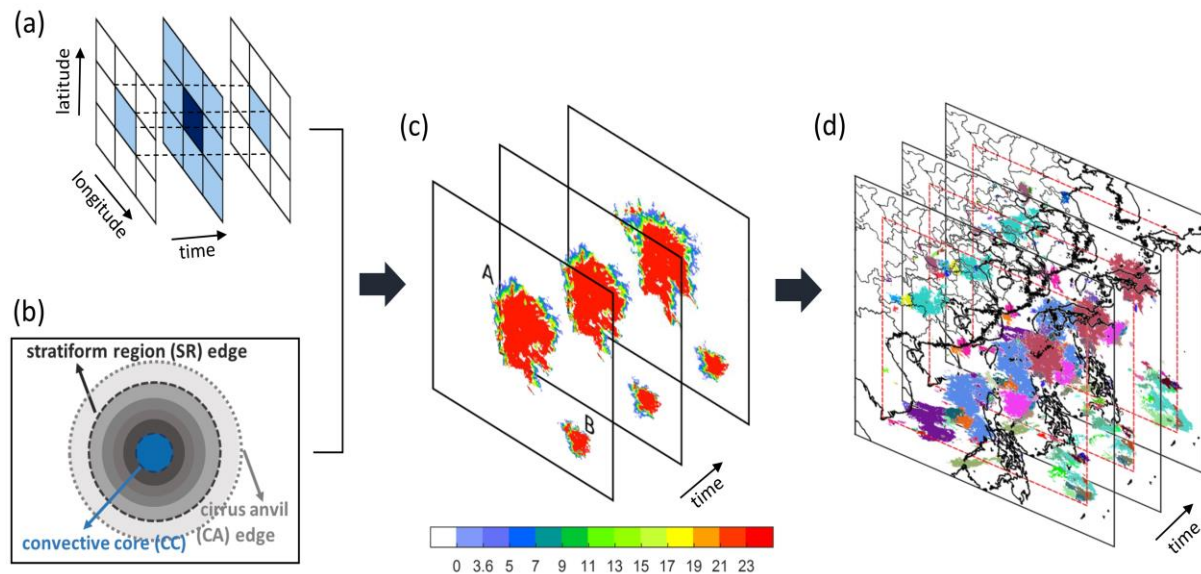 (a)
latitude
longitude
time
(b)
stratiform region (SR) edge
cirrus anvil
(CA) edge
convective core (CC)
(c)
A
B
time
0 3.6 5 7 9 11 13 15 17 19 21 23
(d)
time